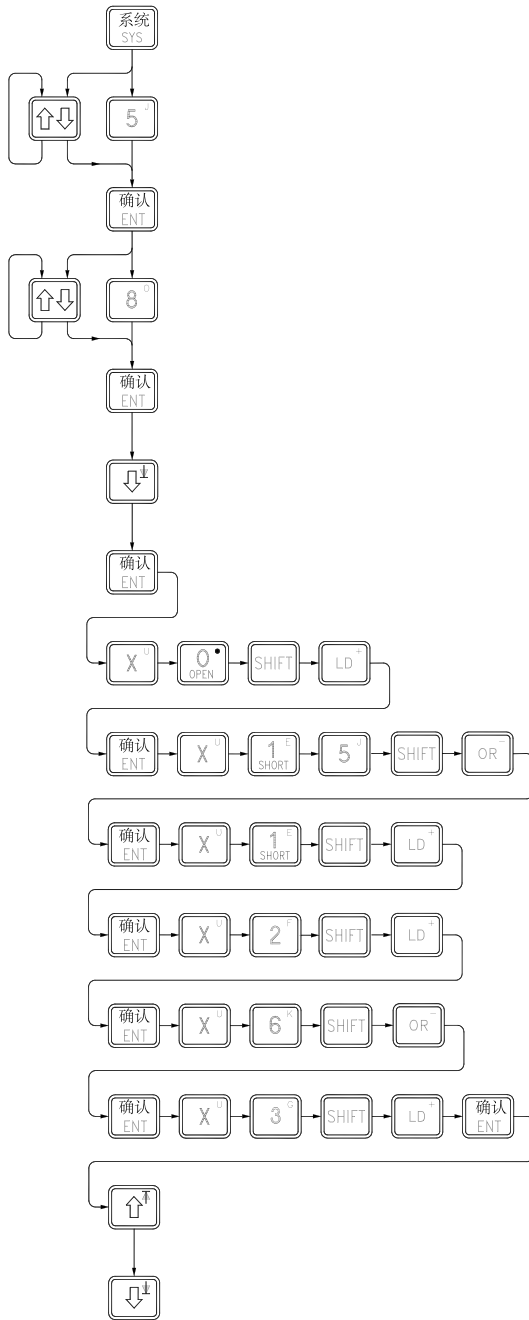 系统
SYS
5 J
确认
ENT
8 O
确认
ENT
确认
ENT
X U
0
OPEN
SHIFT
LD +
确认
ENT
X U
1 E
SHORT
5 J
SHIFT
OR −
确认
ENT
X U
1 E
SHORT
SHIFT
LD +
确认
ENT
X U
2 F
SHIFT
LD +
确认
ENT
X U
6 K
SHIFT
OR −
确认
ENT
X U
3 G
SHIFT
LD +
确认
ENT